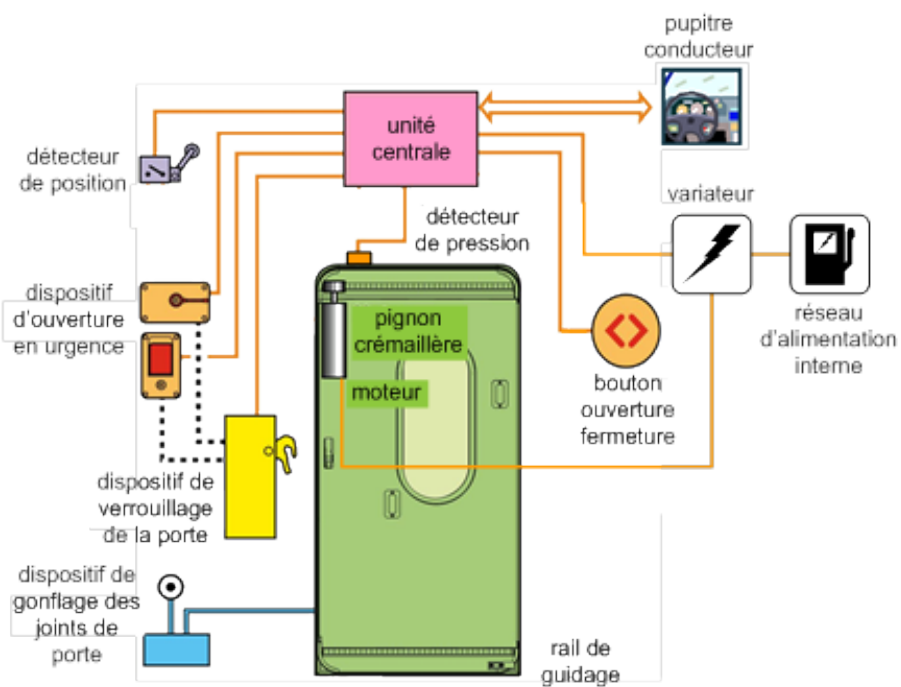 pupitre
conducteur
unité
centrale
détecteur
de position
variateur
détecteur
de pression
dispositif
d'ouverture
en urgence
pignon
crémaillère
moteur
réseau
d'alimentation
interne
bouton
ouverture
fermeture
dispositif de
verrouillage
de la porte
dispositif de
gonflage des
joints de
porte
rail de
guidage